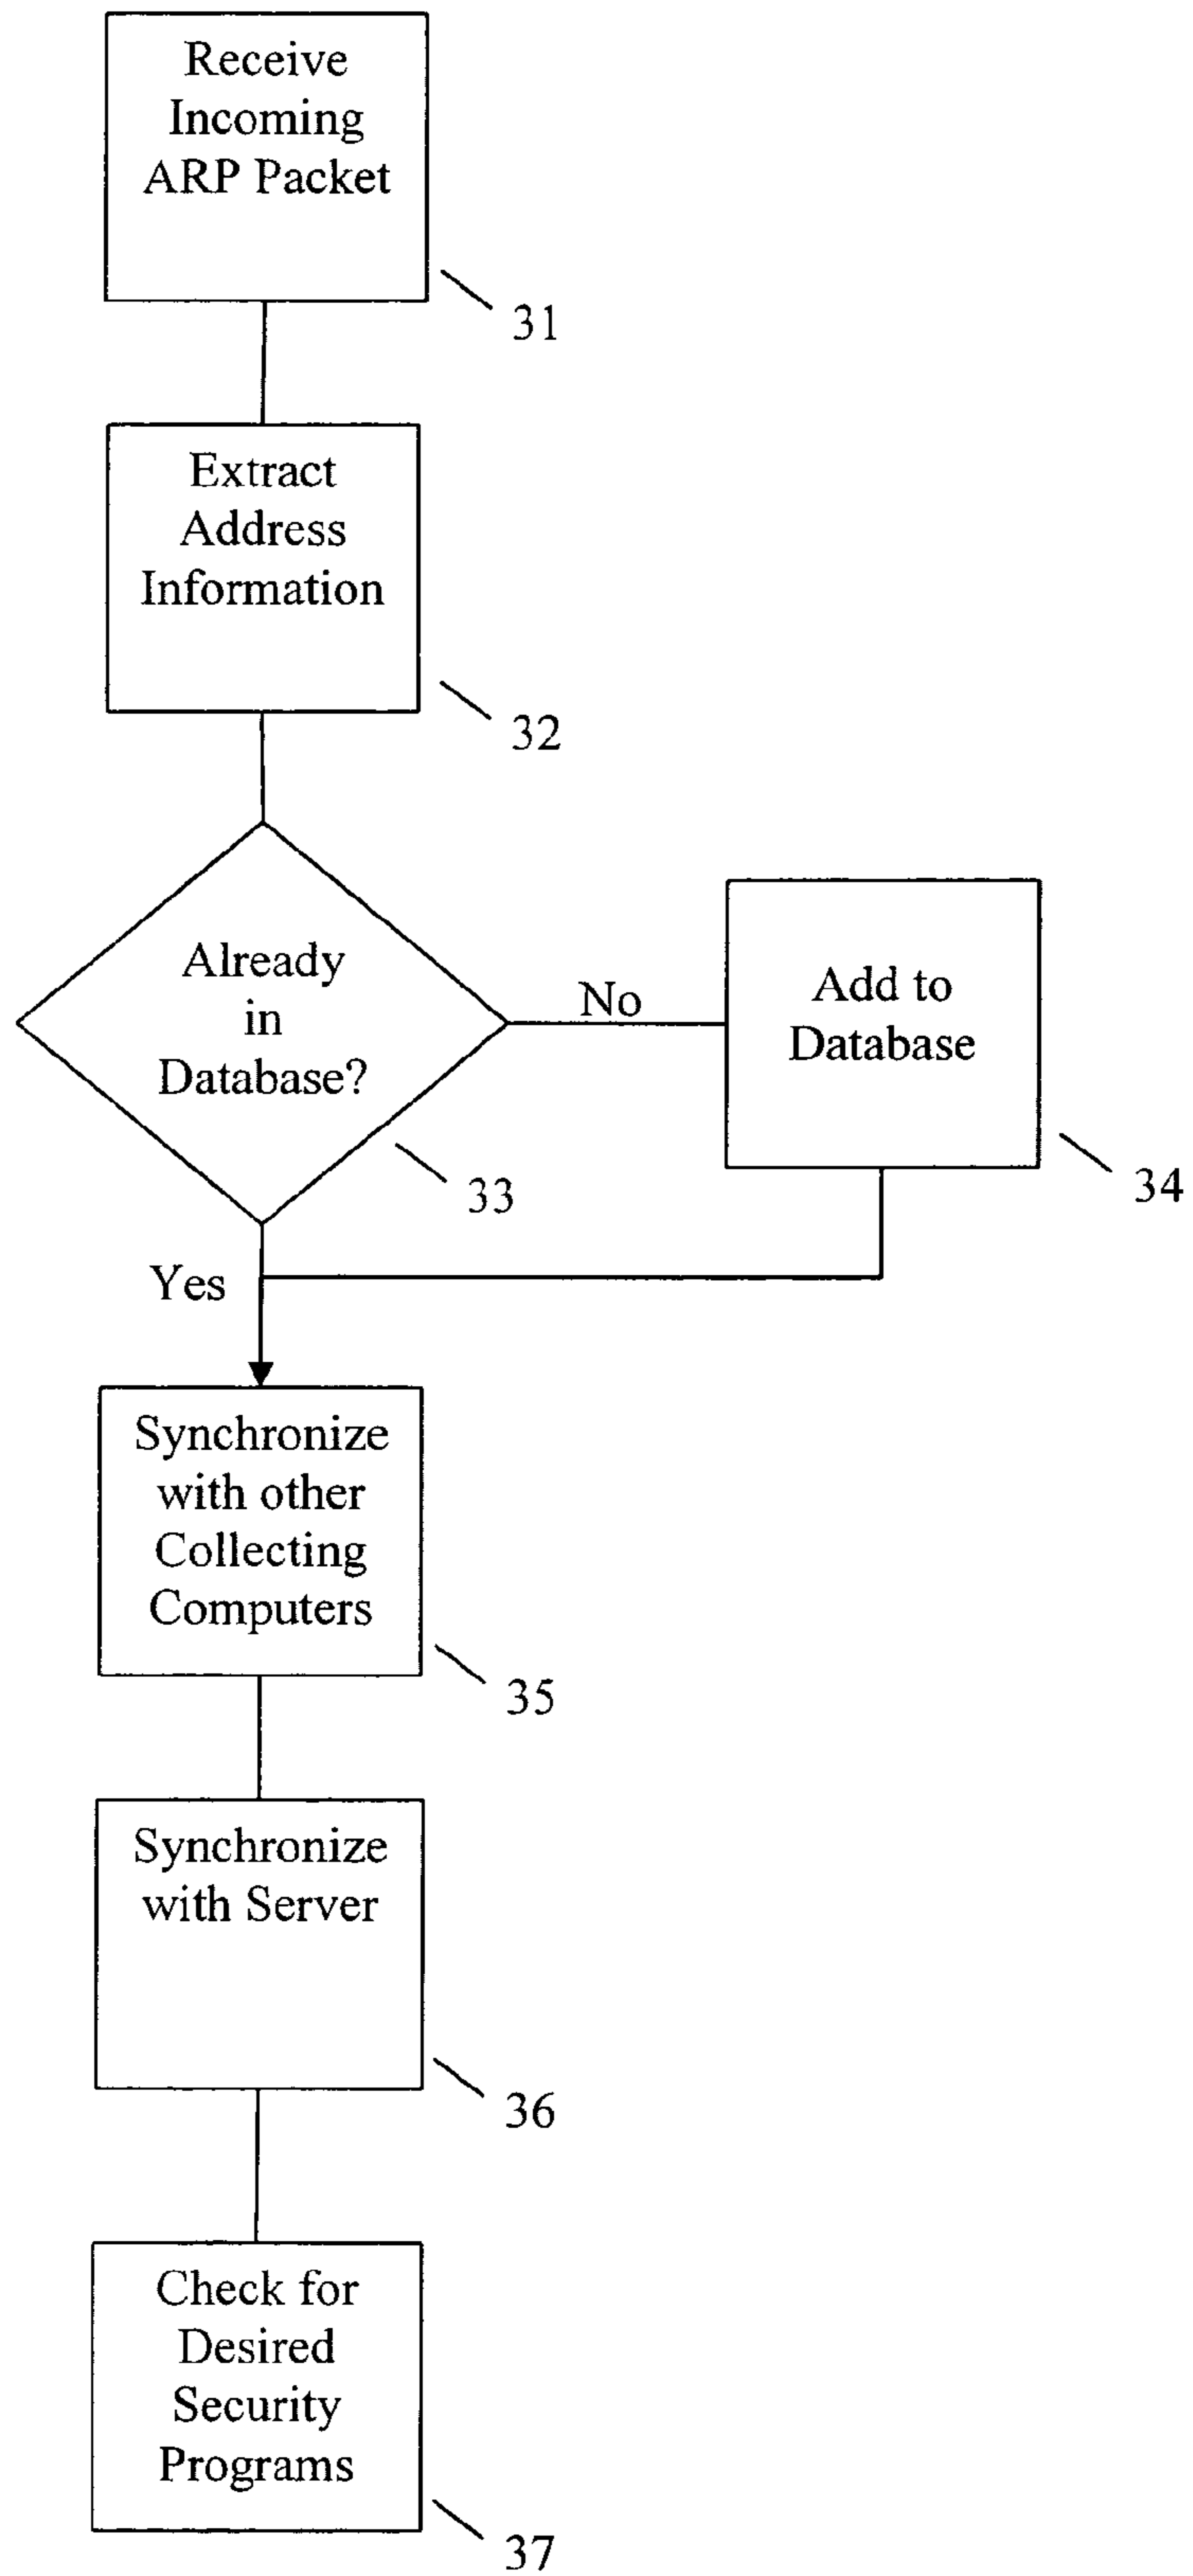 Receive
Incoming
ARP Packet
31
Extract
Address
Information
32
Already
in
Database?
33
No
Add to
Database
34
Yes
Synchronize
with other
Collecting
Computers
35
Synchronize
with Server
36
Check for
Desired
Security
Programs
37